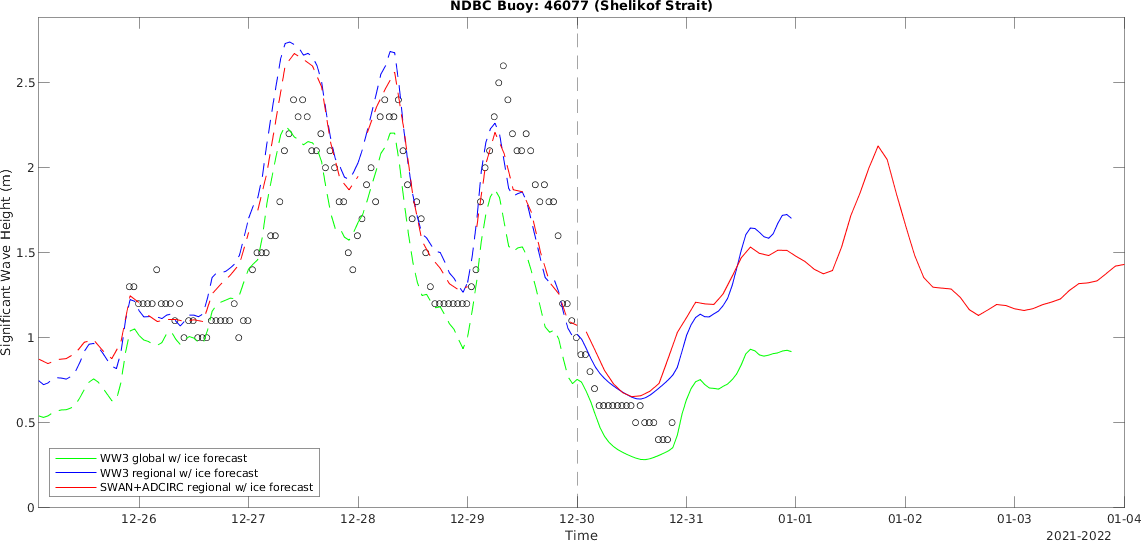 NDBC Buoy: 46077 (Shelikof Strait)
Significant Wave Height (m)
2.5
2
1.5
1
0.5
0
WW3 global w/ ice forecast
WW3 regional w/ ice forecast
SWAN+ADCIRC regional w/ ice forecast
12-26 12-27 12-28 12-29 12-30 12-31 01-01 01-02 01-03 01-04
Time
2021-2022